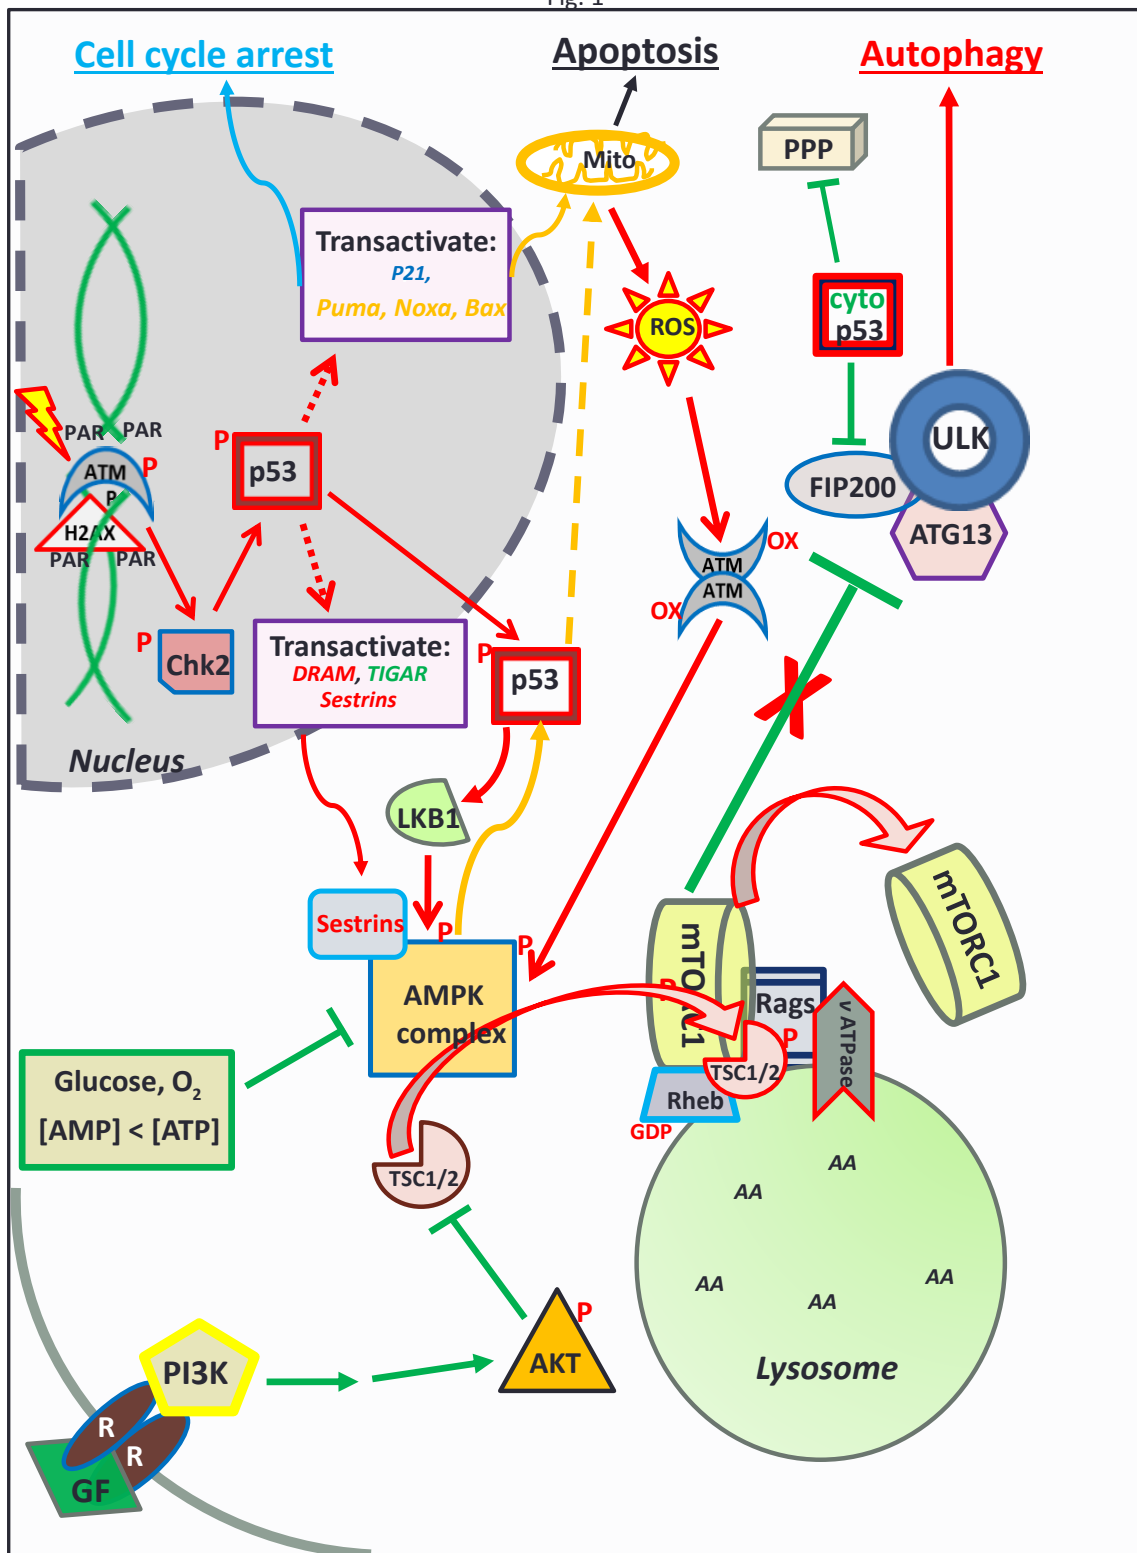 Fig. 1
Cell cycle arrest
Apoptosis
Autophagy
PPP
Mito
Transactivate:
P21,
Puma, Noxa, Bax
cyto
p53
ROS
PAR
PAR
ATM
P
P
H2AX
PAR
PAR
P
p53
ULK
FIP200
ATG13
OX
ATM
ATM
OX
P
Chk2
Transactivate:
DRAM, TIGAR
Sestrins
P
p53
Nucleus
LKB1
Sestrins
P
P
AMPK
complex
mTORC1
P
mTORC1
Rags
P
v ATPase
TSC1/2
Rheb
GDP
Glucose, O2
[AMP] < [ATP]
TSC1/2
AA
AA
AA
AA
AA
Lysosome
P
AKT
PI3K
R
R
GF